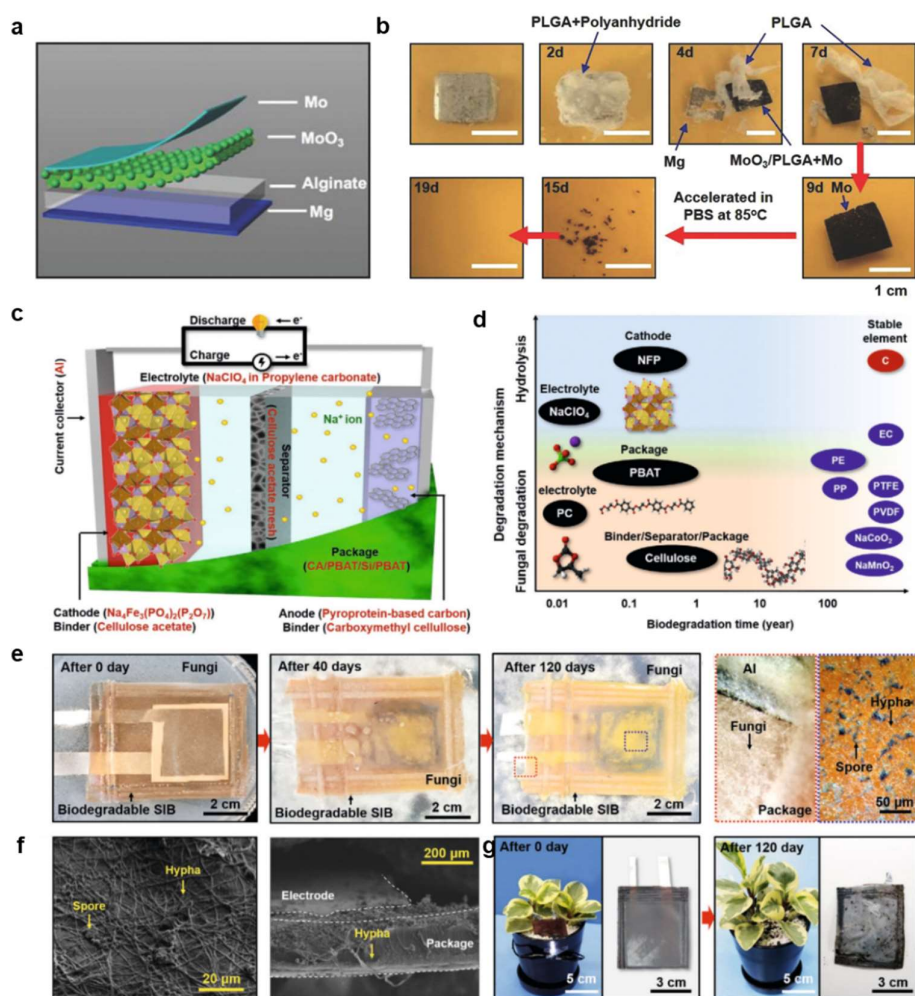 a
Mo
MoO₃
Alginate
Mg
b
PLGA+Polyanhydride
PLGA
2d
4d
7d
Mg
MoO₃/PLGA+Mo
19d
15d
Accelerated in
PBS at 85°C
9d
Mo
1 cm
c
Discharge
e⁻
Charge
e⁻
Electrolyte (NaClO₄ in Propylene carbonate)
Current collector (Al)
Separator
(Cellulose acetate mesh)
Na⁺ ion
Package
(CA/PBAT/Si/PBAT)
Cathode (Na₄Fe₃(PO₄)₂(P₂O₇))
Binder (Cellulose acetate)
Anode (Pyroprotein-based carbon)
Binder (Carboxymethyl cellullose)
d
Degradation mechanism
Fungal degradation
Hydrolysis
Cathode
NFP
Stable
element
C
Electrolyte
NaClO₄
EC
Package
PBAT
PE
PP
PTFE
electrolyte
PC
PVDF
Binder/Separator/Package
Cellulose
NaCoO₂
NaMnO₂
0.01
0.1
1
10
100
Biodegradation time (year)
e
After 0 day
Fungi
Biodegradable SIB
2 cm
After 40 days
Fungi
Biodegradable SIB
2 cm
After 120 days
Fungi
Biodegradable SIB
2 cm
Al
Fungi
Package
Hypha
Spore
50 µm
f
Hypha
Spore
20 µm
200 µm
Electrode
Hypha
Package
g
After 0 day
5 cm
3 cm
After 120 day
5 cm
3 cm